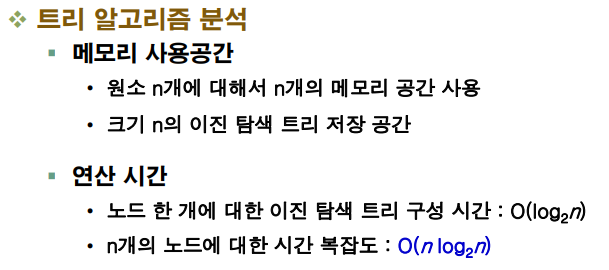 ❖ 트리 알고리즘 분석
▪ 메모리 사용공간
• 원소 n개에 대해서 n개의 메모리 공간 사용
• 크기 n의 이진 탐색 트리 저장 공간
▪ 연산 시간
• 노드 한 개에 대한 이진 탐색 트리 구성 시간 : O(log₂n)
• n개의 노드에 대한 시간 복잡도 : O(n log₂n)